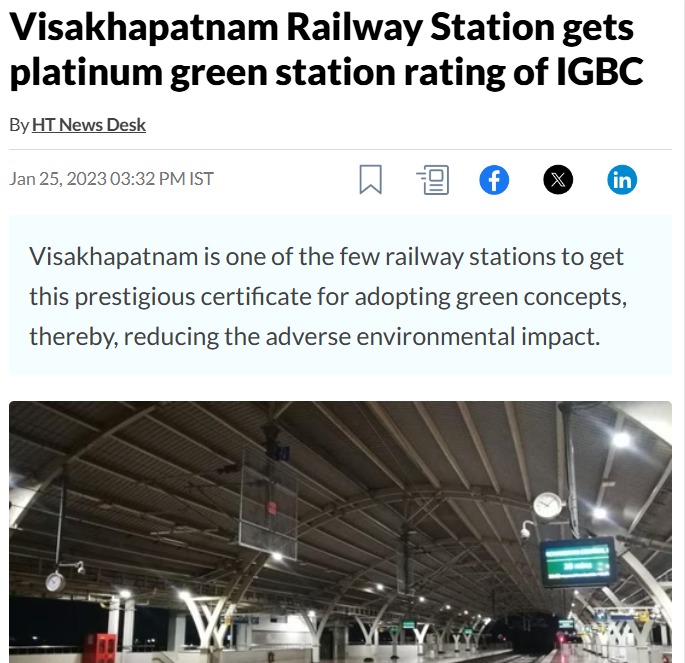 Visakhapatnam Railway Station gets
platinum green station rating of IGBC
By HT News Desk
Jan 25, 2023 03:32 PM IST
Visakhapatnam is one of the few railway stations to get
this prestigious certificate for adopting green concepts,
thereby, reducing the adverse environmental impact.